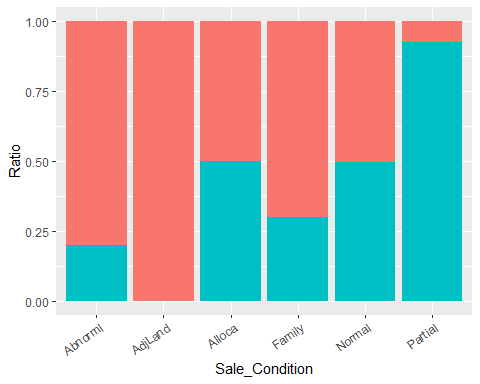 1.00
0.75
0.50
0.25
0.00
Ratio
Abnorml
AdjLand
Alloca
Family
Normal
Partial
Sale_Condition